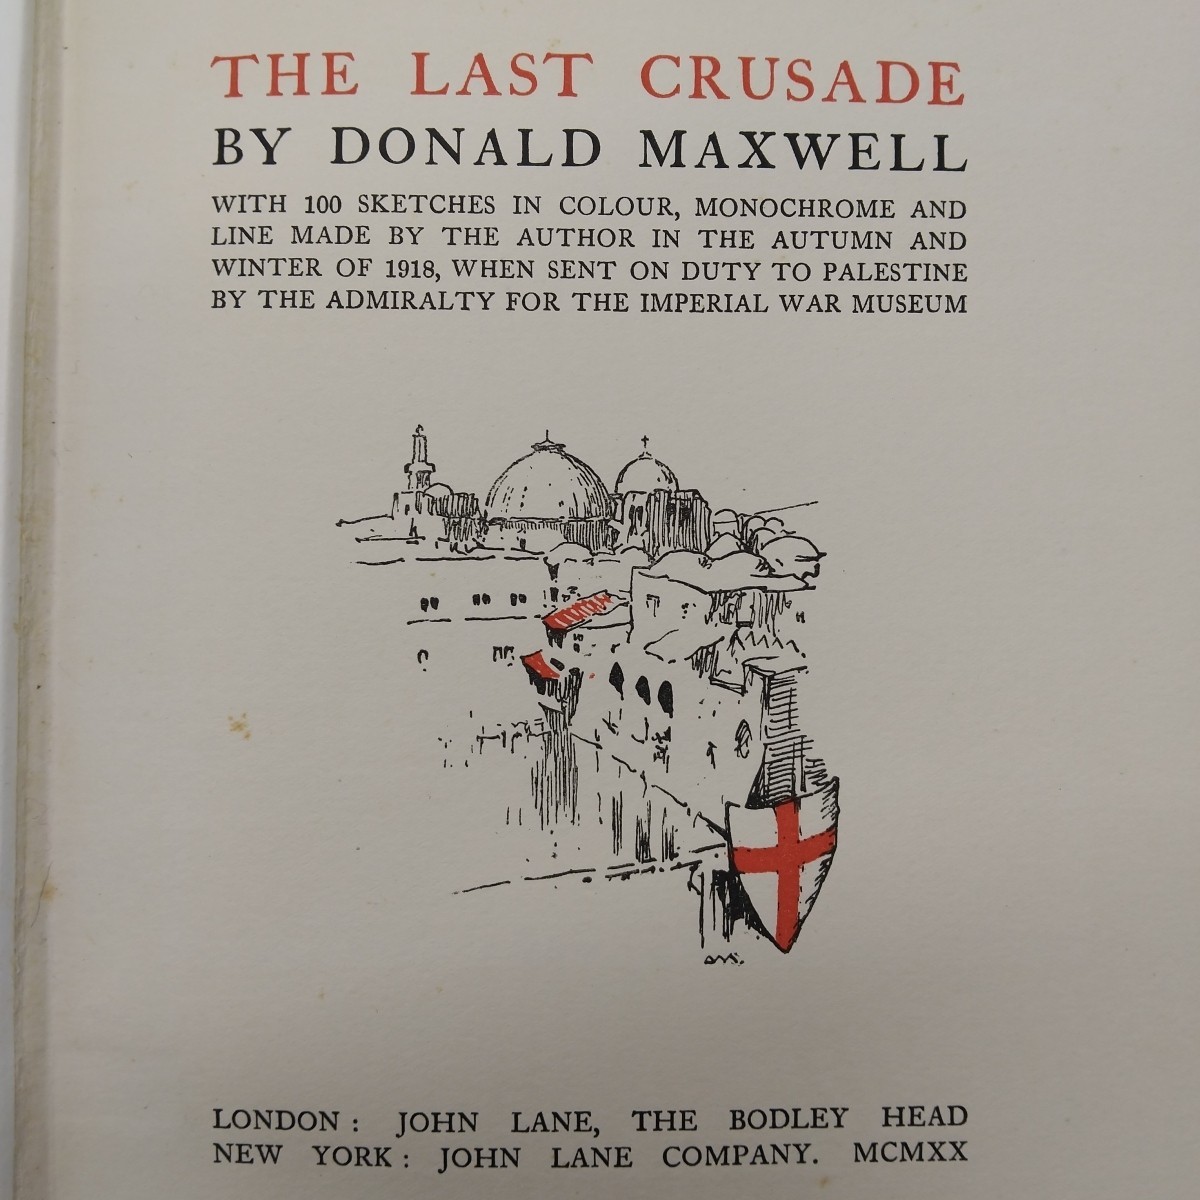 THE LAST CRUSADE
BY DONALD MAXWELL
WITH 100 SKETCHES IN COLOUR, MONOCHROME AND
LINE MADE BY THE AUTHOR IN THE AUTUMN AND
WINTER OF 1918, WHEN SENT ON DUTY TO PALESTINE
BY THE ADMIRALTY FOR THE IMPERIAL WAR MUSEUM
LONDON: JOHN LANE, THE BODLEY HEAD
NEW YORK: JOHN LANE COMPANY. MCMXX